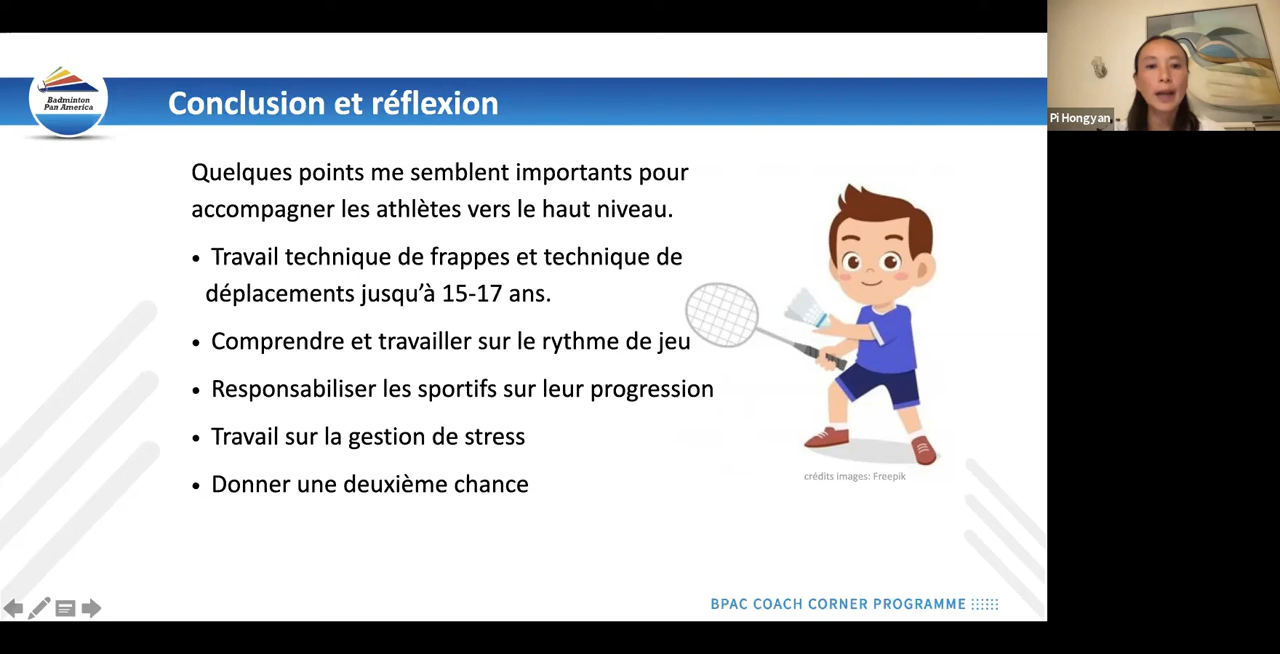 Badminton
Pan America
Conclusion et réflexion
Pi Hongyan
Quelques points me semblent importants pour
accompagner les athlètes vers le haut niveau.
• Travail technique de frappes et technique de
déplacements jusqu’à 15-17 ans.
• Comprendre et travailler sur le rythme de jeu
• Responsabiliser les sportifs sur leur progression
• Travail sur la gestion de stress
• Donner une deuxième chance
crédits images: Freepik
BPAC COACH CORNER PROGRAMME